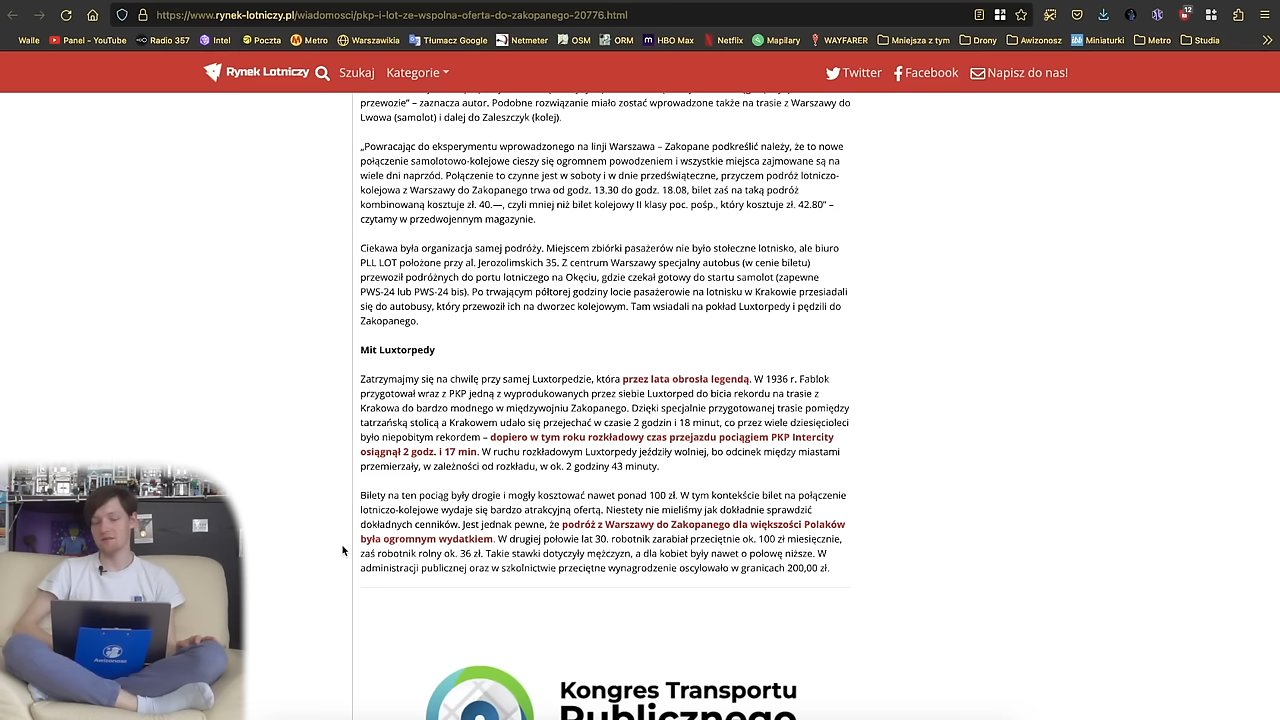 https://www.rynek-lotniczy.pl/wiadomosci/pkp-i-lot-ze-wspolna-oferta-do-zakopanego-20776.html
12
Walle Panel - YouTube Radio 357 Intel Poczta Metro Warszawikia Tłumacz Google Netmeter OSM ORM HBO Max Netflix Mapilary WAYFARER Mniejsza z tym Drony Awizonosz Miniaturki Metro Studia
Rynek Lotniczy Szukaj Kategorie Twitter Facebook Napisz do nas!
przewozie" – zaznacza autor. Podobne rozwiązanie miało zostać wprowadzone także na trasie z Warszawy do
Lwowa (samolot) i dalej do Zaleszczyk (kolej).
„Powracając do eksperymentu wprowadzonego na linji Warszawa – Zakopane podkreślić należy, że to nowe
połączenie samolotowo-kolejowe cieszy się ogromnem powodzeniem i wszystkie miejsca zajmowane są na
wiele dni naprzód. Połączenie to czynne jest w soboty i w dnie przedświąteczne, przyczem podróż lotniczo-
kolejowa z Warszawy do Zakopanego trwa od godz. 13.30 do godz. 18.08, bilet zaś na taką podróż
kombinowaną kosztuje zł. 40.—, czyli mniej niż bilet kolejowy II klasy poc. pośp., który kosztuje zł. 42.80" –
czytamy w przedwojennym magazynie.
Ciekawa była organizacja samej podróży. Miejscem zbiórki pasażerów nie było stołeczne lotnisko, ale biuro
PLL LOT położone przy al. Jerozolimskich 35. Z centrum Warszawy specjalny autobus (w cenie biletu)
przewoził podróżnych do portu lotniczego na Okęciu, gdzie czekał gotowy do startu samolot (zapewne
PWS-24 lub PWS-24 bis). Po trwającym półtorej godziny locie pasażerowie na lotnisku w Krakowie przesiadali
się do autobusy, który przewoził ich na dworzec kolejowym. Tam wsiadali na pokład Luxtorpedy i pędzili do
Zakopanego.
Mit Luxtorpedy
Zatrzymajmy się na chwilę przy samej Luxtorpedzie, która przez lata obrosła legendą. W 1936 r. Fablok
przygotował wraz z PKP jedną z wyprodukowanych przez siebie Luxtorped do bicia rekordu na trasie z
Krakowa do bardzo modnego w międzywojniu Zakopanego. Dzięki specjalnie przygotowanej trasie pomiędzy
tatrzańską stolicą a Krakowem udało się przejechać w czasie 2 godzin i 18 minut, co przez wiele dziesięcioleci
było niepobitym rekordem – dopiero w tym roku rozkładowy czas przejazdu pociągiem PKP Intercity
osiągnął 2 godz. i 17 min. W ruchu rozkładowym Luxtorpedy jeździły wolniej, bo odcinek między miastami
przemierzały, w zależności od rozkładu, w ok. 2 godziny 43 minuty.
Bilety na ten pociąg były drogie i mogły kosztować nawet ponad 100 zł. W tym kontekście bilet na połączenie
lotniczo-kolejowe wydaje się bardzo atrakcyjną ofertą. Niestety nie mieliśmy jak dokładnie sprawdzić
dokładnych cenników. Jest jednak pewne, że podróż z Warszawy do Zakopanego dla większości Polaków
była ogromnym wydatkiem. W drugiej połowie lat 30. robotnik zarabiał przeciętnie ok. 100 zł miesięcznie,
zaś robotnik rolny ok. 36 zł. Takie stawki dotyczyły mężczyzn, a dla kobiet były nawet o połowę niższe. W
administracji publicznej oraz w szkolnictwie przeciętne wynagrodzenie oscylowało w granicach 200,00 zł.
Awizonosz
Kongres Transportu
Publicznego